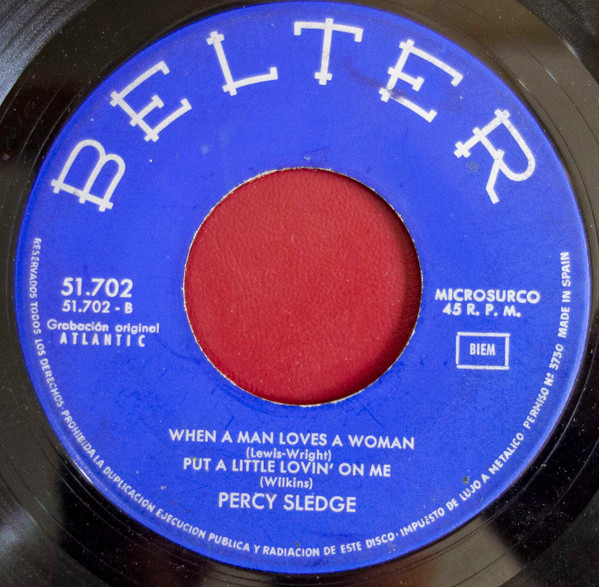 BELTER
51.702
51.702 - B
Grabación original
ATLANTIC
MICROSURCO
45 R. P. M.
BIEM
WHEN A MAN LOVES A WOMAN
(Lewis-Wright)
PUT A LITTLE LOVIN' ON ME
(Wilkins)
PERCY SLEDGE
RESERVADOS TODOS LOS DERECHOS PROHIBIDA LA DUPLICACION EJECUCION PUBLICA Y RADIACION DE ESTE DISCO · IMPUESTO DE LUJO A METALICO PERMISO Nº 3730 MADE IN SPAIN